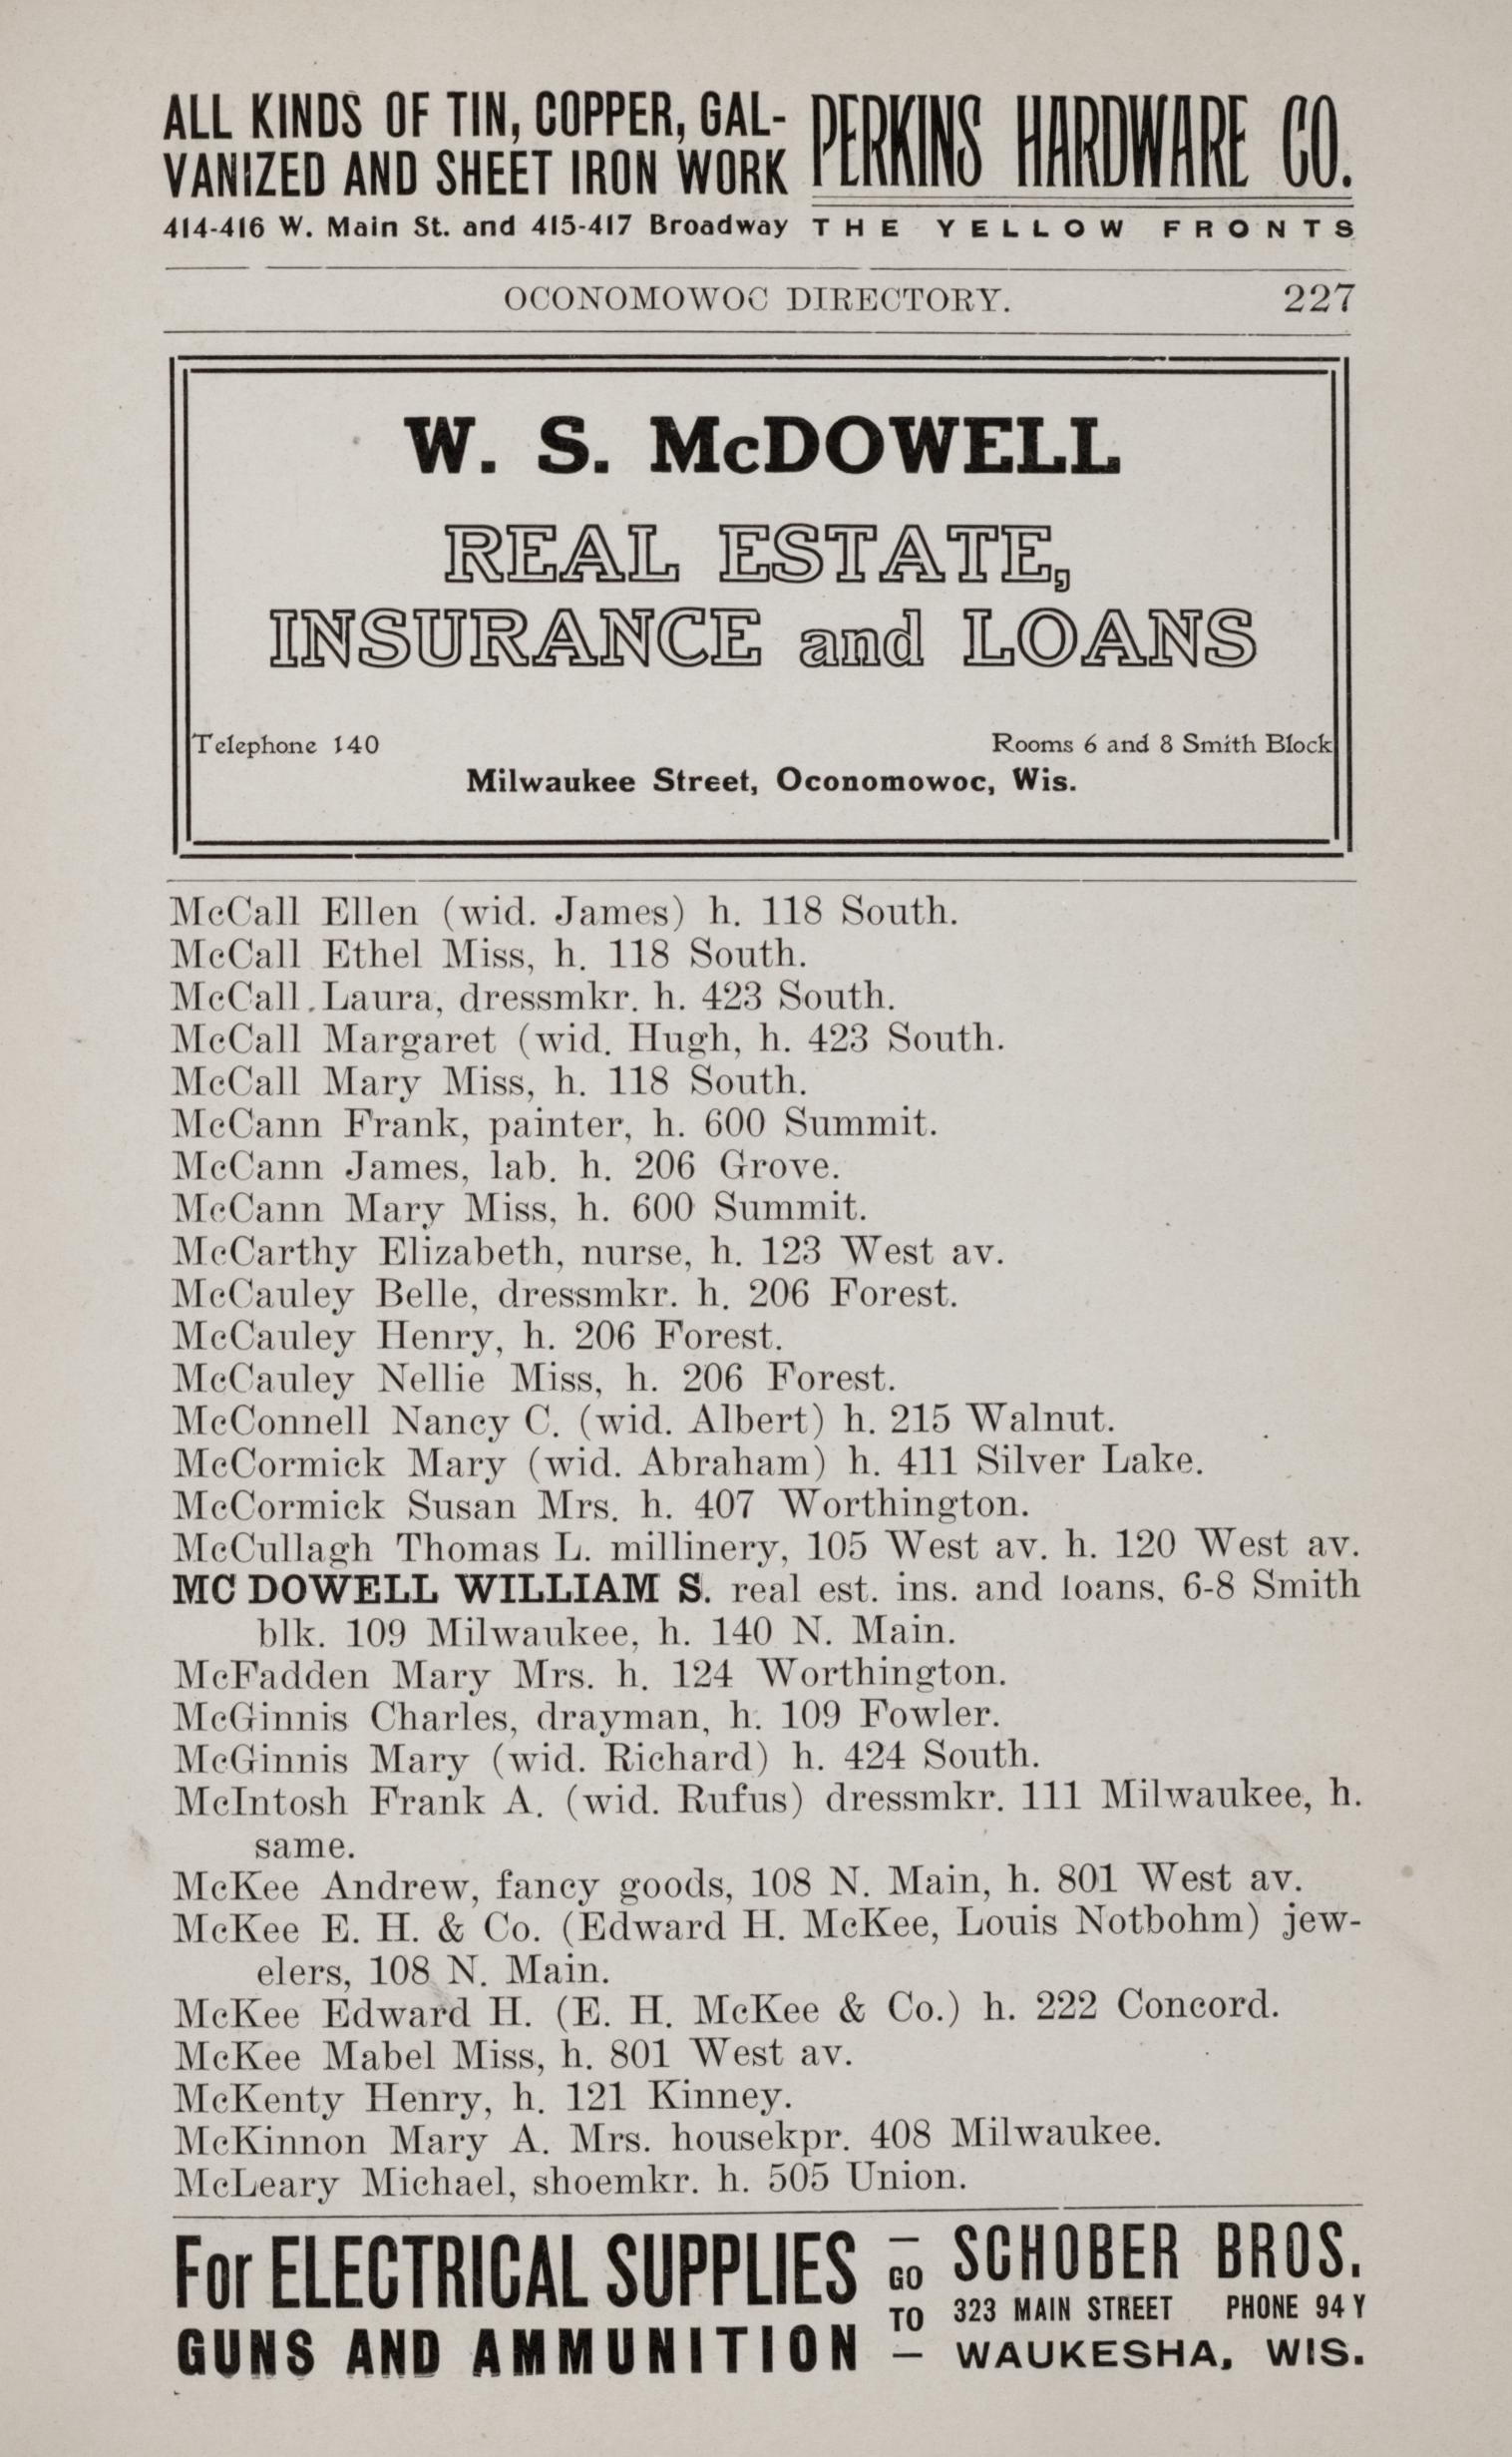 ALL KINDS OF TIN, COPPER, GAL-
VANIZED AND SHEET IRON WORK
414-416 W. Main St. and 415-417 Broadway
PERKINS HARDWARE CO.
THE YELLOW FRONTS
OCONOMOWOC DIRECTORY. 227
W. S. McDOWELL
REAL ESTATE,
INSURANCE and LOANS
Telephone 140 Rooms 6 and 8 Smith Block
Milwaukee Street, Oconomowoc, Wis.
McCall Ellen (wid. James) h. 118 South.
McCall Ethel Miss, h. 118 South.
McCall Laura, dressmkr. h. 423 South.
McCall Margaret (wid. Hugh, h. 423 South.
McCall Mary Miss, h. 118 South.
McCann Frank, painter, h. 600 Summit.
McCann James, lab. h. 206 Grove.
McCann Mary Miss, h. 600 Summit.
McCarthy Elizabeth, nurse, h. 123 West av.
McCauley Belle, dressmkr. h. 206 Forest.
McCauley Henry, h. 206 Forest.
McCauley Nellie Miss, h. 206 Forest.
McConnell Nancy C. (wid. Albert) h. 215 Walnut.
McCormick Mary (wid. Abraham) h. 411 Silver Lake.
McCormick Susan Mrs. h. 407 Worthington.
McCullagh Thomas L. millinery, 105 West av. h. 120 West av.
MC DOWELL WILLIAM S. real est. ins. and loans, 6-8 Smith
blk. 109 Milwaukee, h. 140 N. Main.
McFadden Mary Mrs. h. 124 Worthington.
McGinnis Charles, drayman, h. 109 Fowler.
McGinnis Mary (wid. Richard) h. 424 South.
McIntosh Frank A. (wid. Rufus) dressmkr. 111 Milwaukee, h.
same.
McKee Andrew, fancy goods, 108 N. Main, h. 801 West av.
McKee E. H. & Co. (Edward H. McKee, Louis Notbohm) jew-
elers, 108 N. Main.
McKee Edward H. (E. H. McKee & Co.) h. 222 Concord.
McKee Mabel Miss, h. 801 West av.
McKenty Henry, h. 121 Kinney.
McKinnon Mary A. Mrs. housekpr. 408 Milwaukee.
McLeary Michael, shoemkr. h. 505 Union.
For ELECTRICAL SUPPLIES
GUNS AND AMMUNITION
—
GO
TO
—
SCHOBER BROS.
323 MAIN STREET PHONE 94 Y
WAUKESHA, WIS.